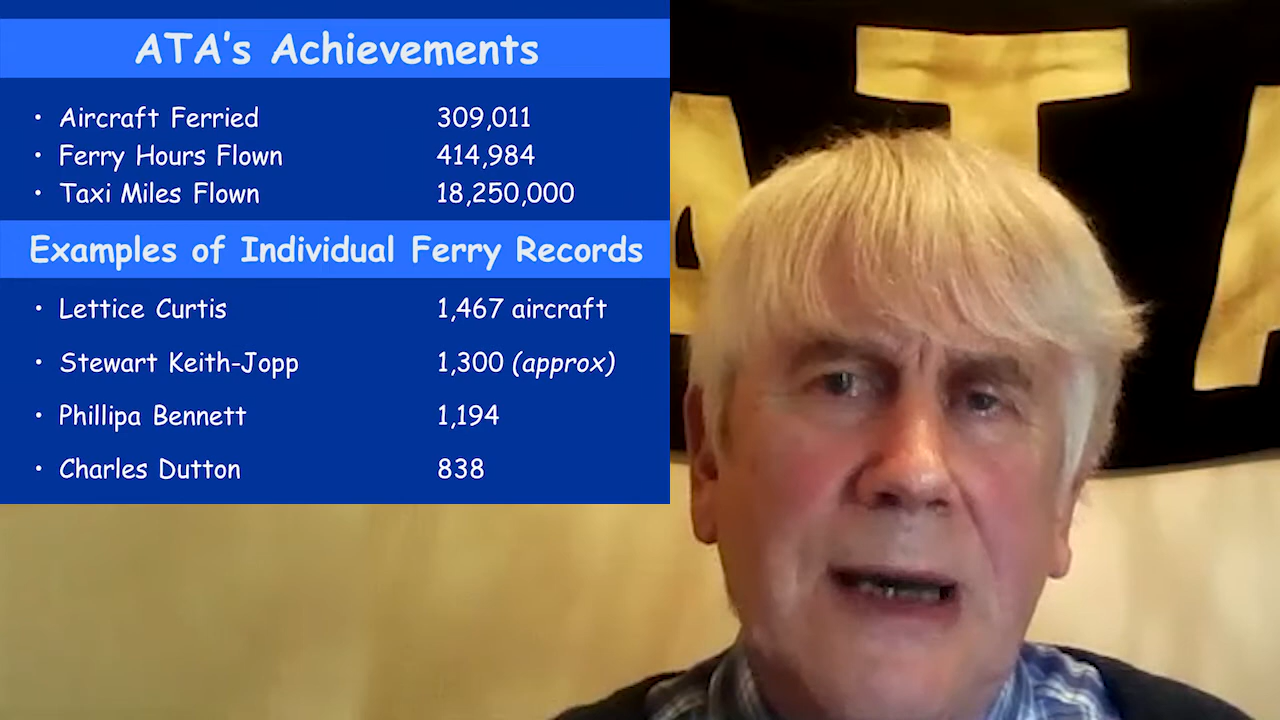 ATA's Achievements
• Aircraft Ferried 309,011
• Ferry Hours Flown 414,984
• Taxi Miles Flown 18,250,000
Examples of Individual Ferry Records
• Lettice Curtis 1,467 aircraft
• Stewart Keith-Jopp 1,300 (approx)
• Phillipa Bennett 1,194
• Charles Dutton 838
ATA